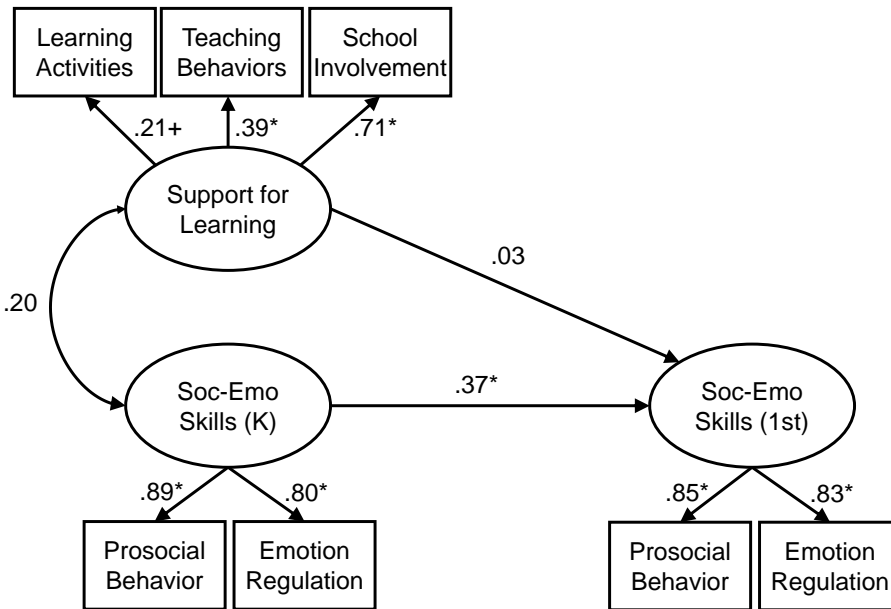 Learning
Activities
Teaching
Behaviors
School
Involvement
.21+
.39*
.71*
Support for
Learning
.20
.03
Soc-Emo
Skills (K)
.37*
Soc-Emo
Skills (1st)
.89*
.80*
.85*
.83*
Prosocial
Behavior
Emotion
Regulation
Prosocial
Behavior
Emotion
Regulation